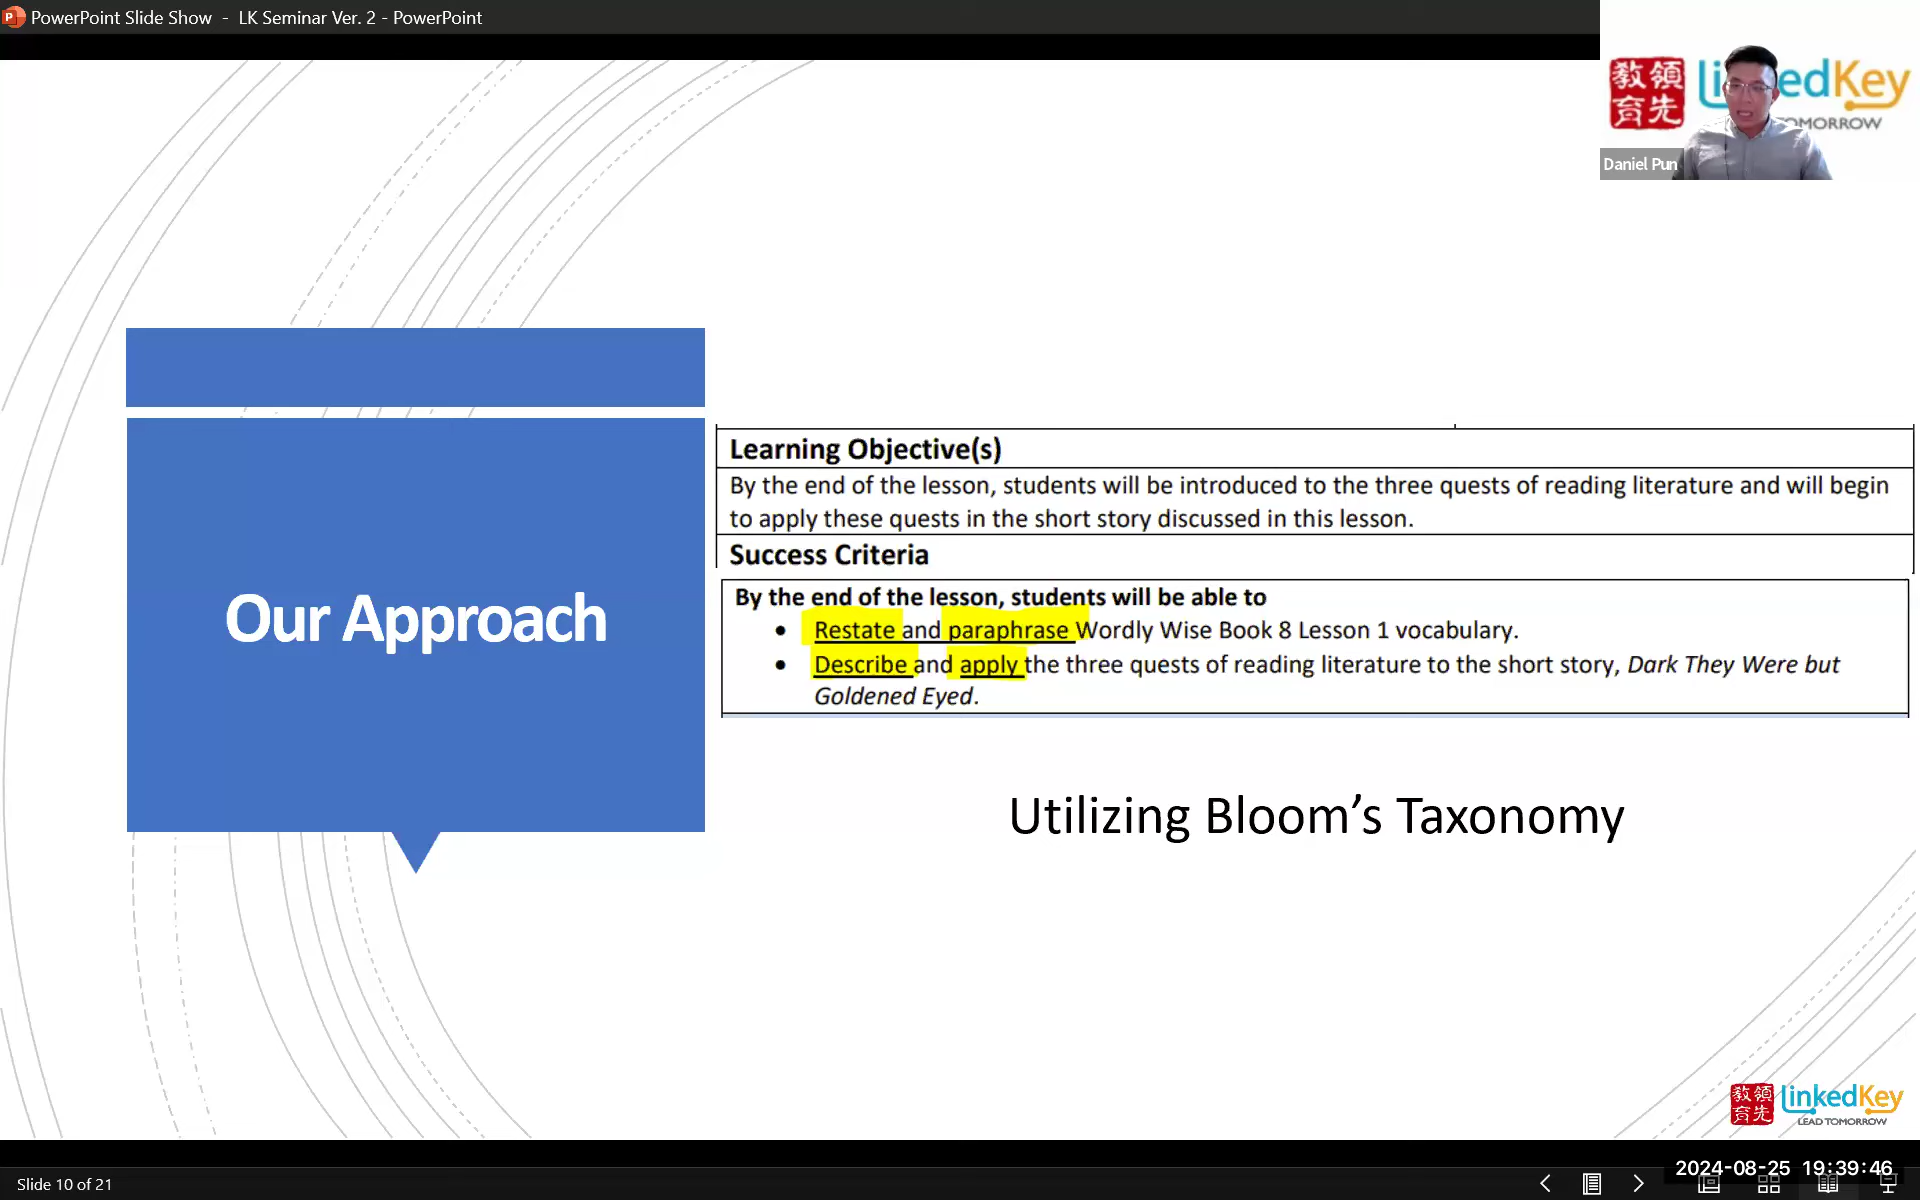 PowerPoint Slide Show - LK Seminar Ver. 2 - PowerPoint
教領
育先
edKey
TOMORROW
Daniel Pun
Our Approach
Learning Objective(s)
By the end of the lesson, students will be introduced to the three quests of reading literature and will begin
to apply these quests in the short story discussed in this lesson.
Success Criteria
By the end of the lesson, students will be able to
• Restate and paraphrase Wordly Wise Book 8 Lesson 1 vocabulary.
• Describe and apply the three quests of reading literature to the short story, Dark They Were but
Goldened Eyed.
Utilizing Bloom’s Taxonomy
教領
育先
LinkedKey
LEAD TOMORROW
Slide 10 of 21
2024-08-25 19:39:46